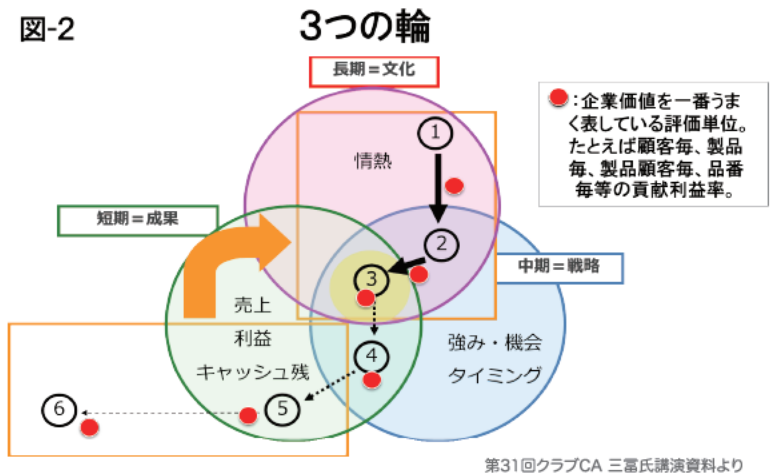 図-2
3つの輪
長期＝文化
：企業価値を一番うま
く表している評価単位。
たとえば顧客毎、製品
毎、製品顧客毎、品番
毎等の貢献利益率。
1
情熱
短期＝成果
2
中期＝戦略
3
売上
利益
キャッシュ残
4
強み・機会
タイミング
5
6
第31回クラブCA 三冨氏講演資料より